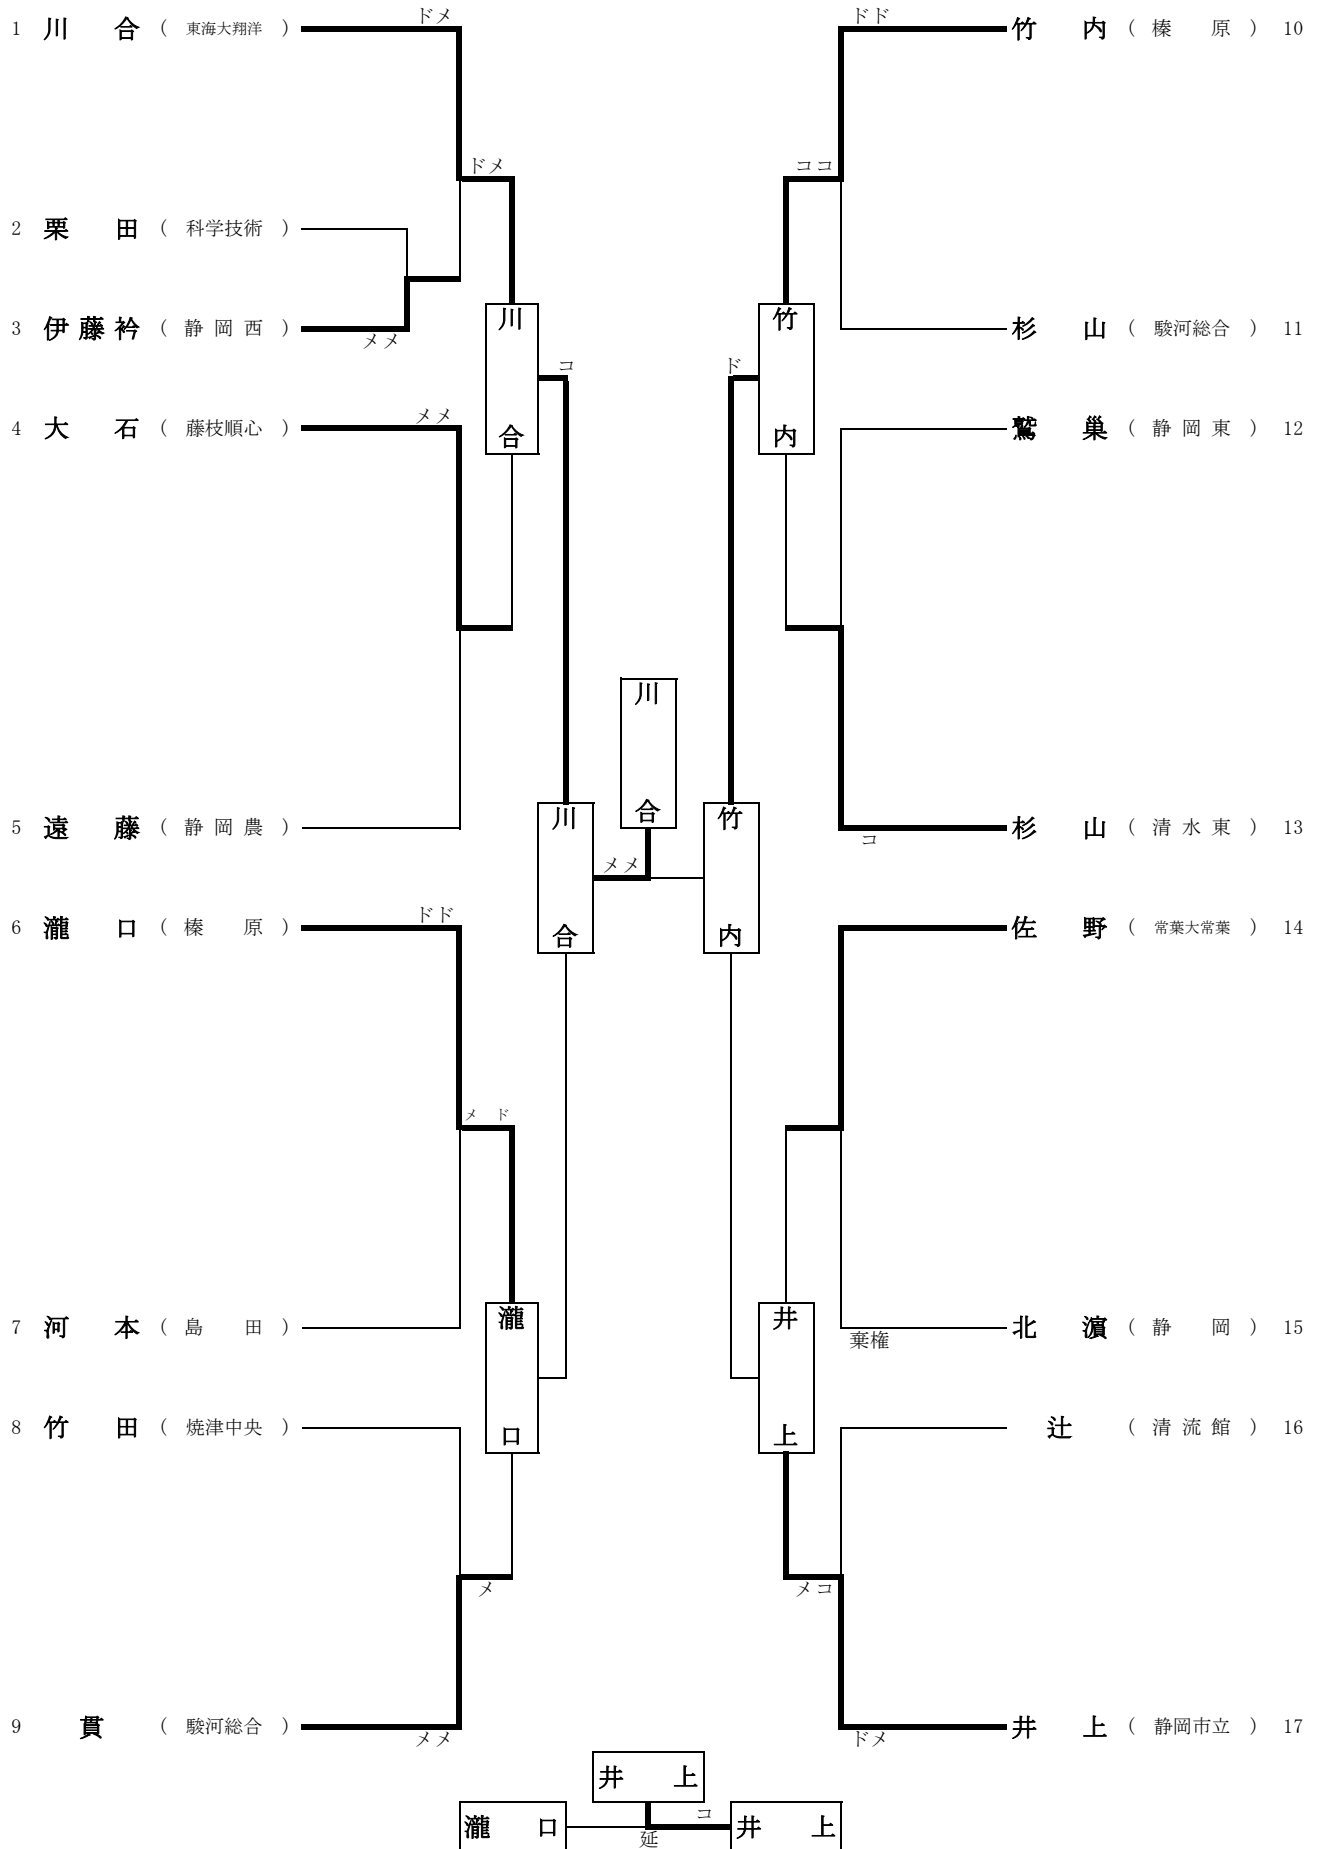 ドメ ドド
1 川 合 ( 東海大翔洋 ) 竹 内 ( 榛 原 ) 10
ドメ ココ
2 栗 田 ( 科学技術 )
川 竹
3 伊藤衿 ( 静岡西 ) 杉 山 ( 駿河総合 ) 11
メメ
コ ド
メメ
4 大 石 ( 藤枝順心 ) 合 内 鷲 巣 ( 静岡東 ) 12
川
川 合 竹
5 遠 藤 ( 静岡農 ) 杉 山 ( 清水東 ) 13
コ
メメ
ドド
6 瀧 口 ( 榛 原 ) 合 内 佐 野 ( 常葉大常葉 ) 14
メ ド
瀧 井
7 河 本 ( 島 田 ) 北 濵 ( 静 岡 ) 15
棄権
8 竹 田 ( 焼津中央 ) 口 上 辻 ( 清流館 ) 16
メ メコ
9 貫 ( 駿河総合 ) 井 上 ( 静岡市立 ) 17
メメ ドメ
井 上
コ
瀧 口 井 上
延